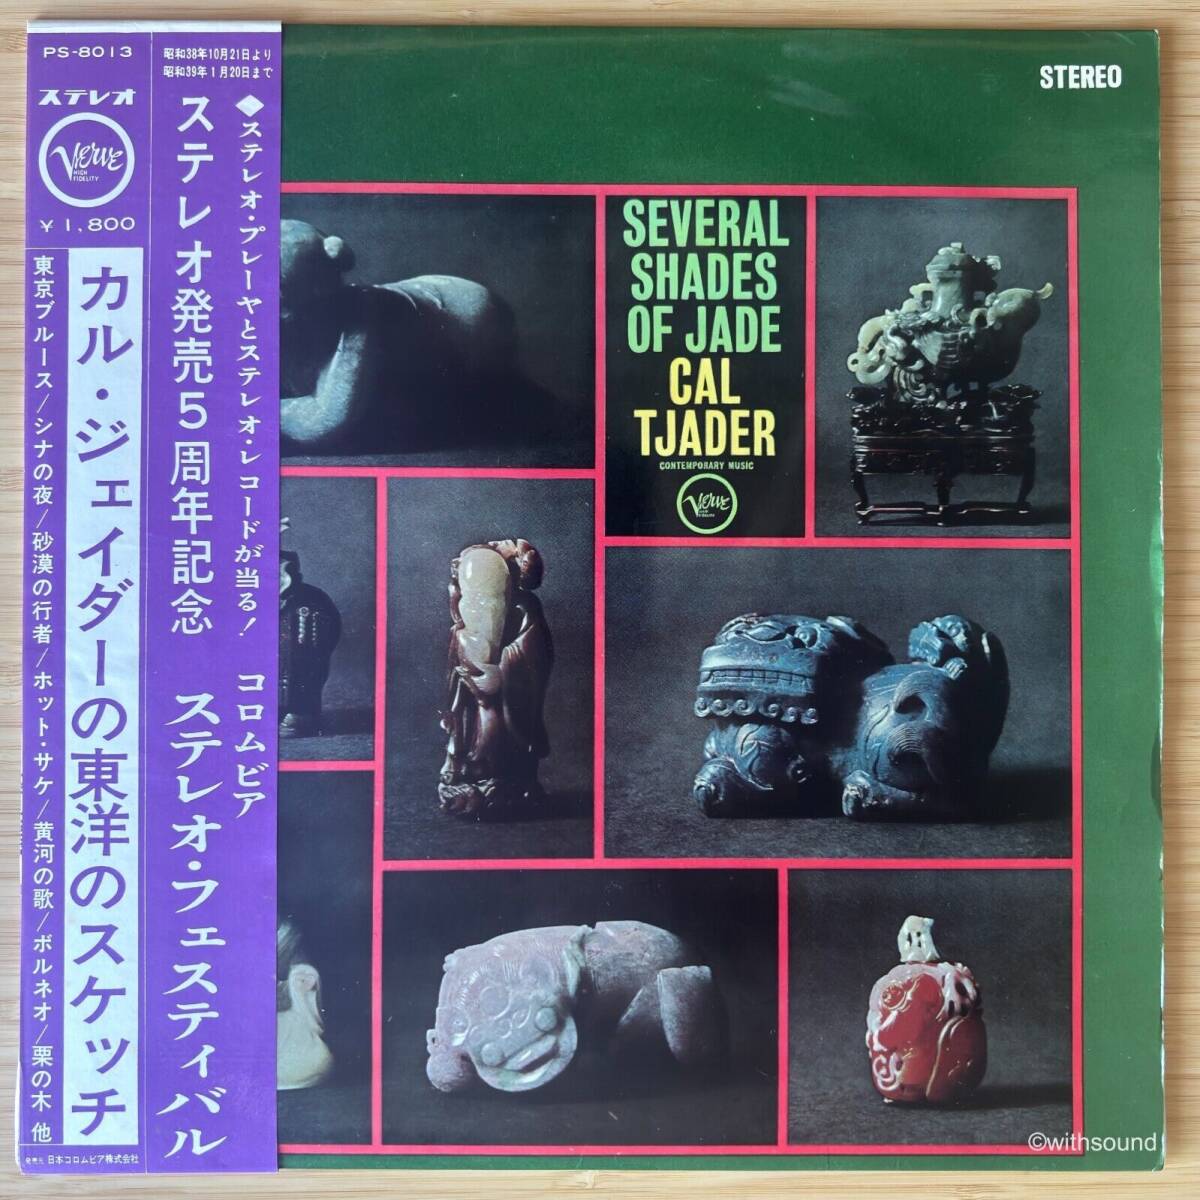 PS-8013
ステレオ
Verve
HIGH
FIDELITY
¥1,800
カル・ジェイダーの東洋のスケッチ
東京ブルース/シナの夜/砂漠の行者/ホット・サケ/黄河の歌/ボルネオ/栗の木 他
発売元 日本コロムビア株式会社
昭和38年10月21日より
昭和39年1月20日まで
◆ステレオ・プレーヤとステレオ・レコードが当る! コロムビア
ステレオ発売5周年記念 ステレオ・フェスティバル
STEREO
SEVERAL
SHADES
OF JADE
CAL
TJADER
CONTEMPORARY MUSIC
Verve
HIGH
FIDELITY
©withsound